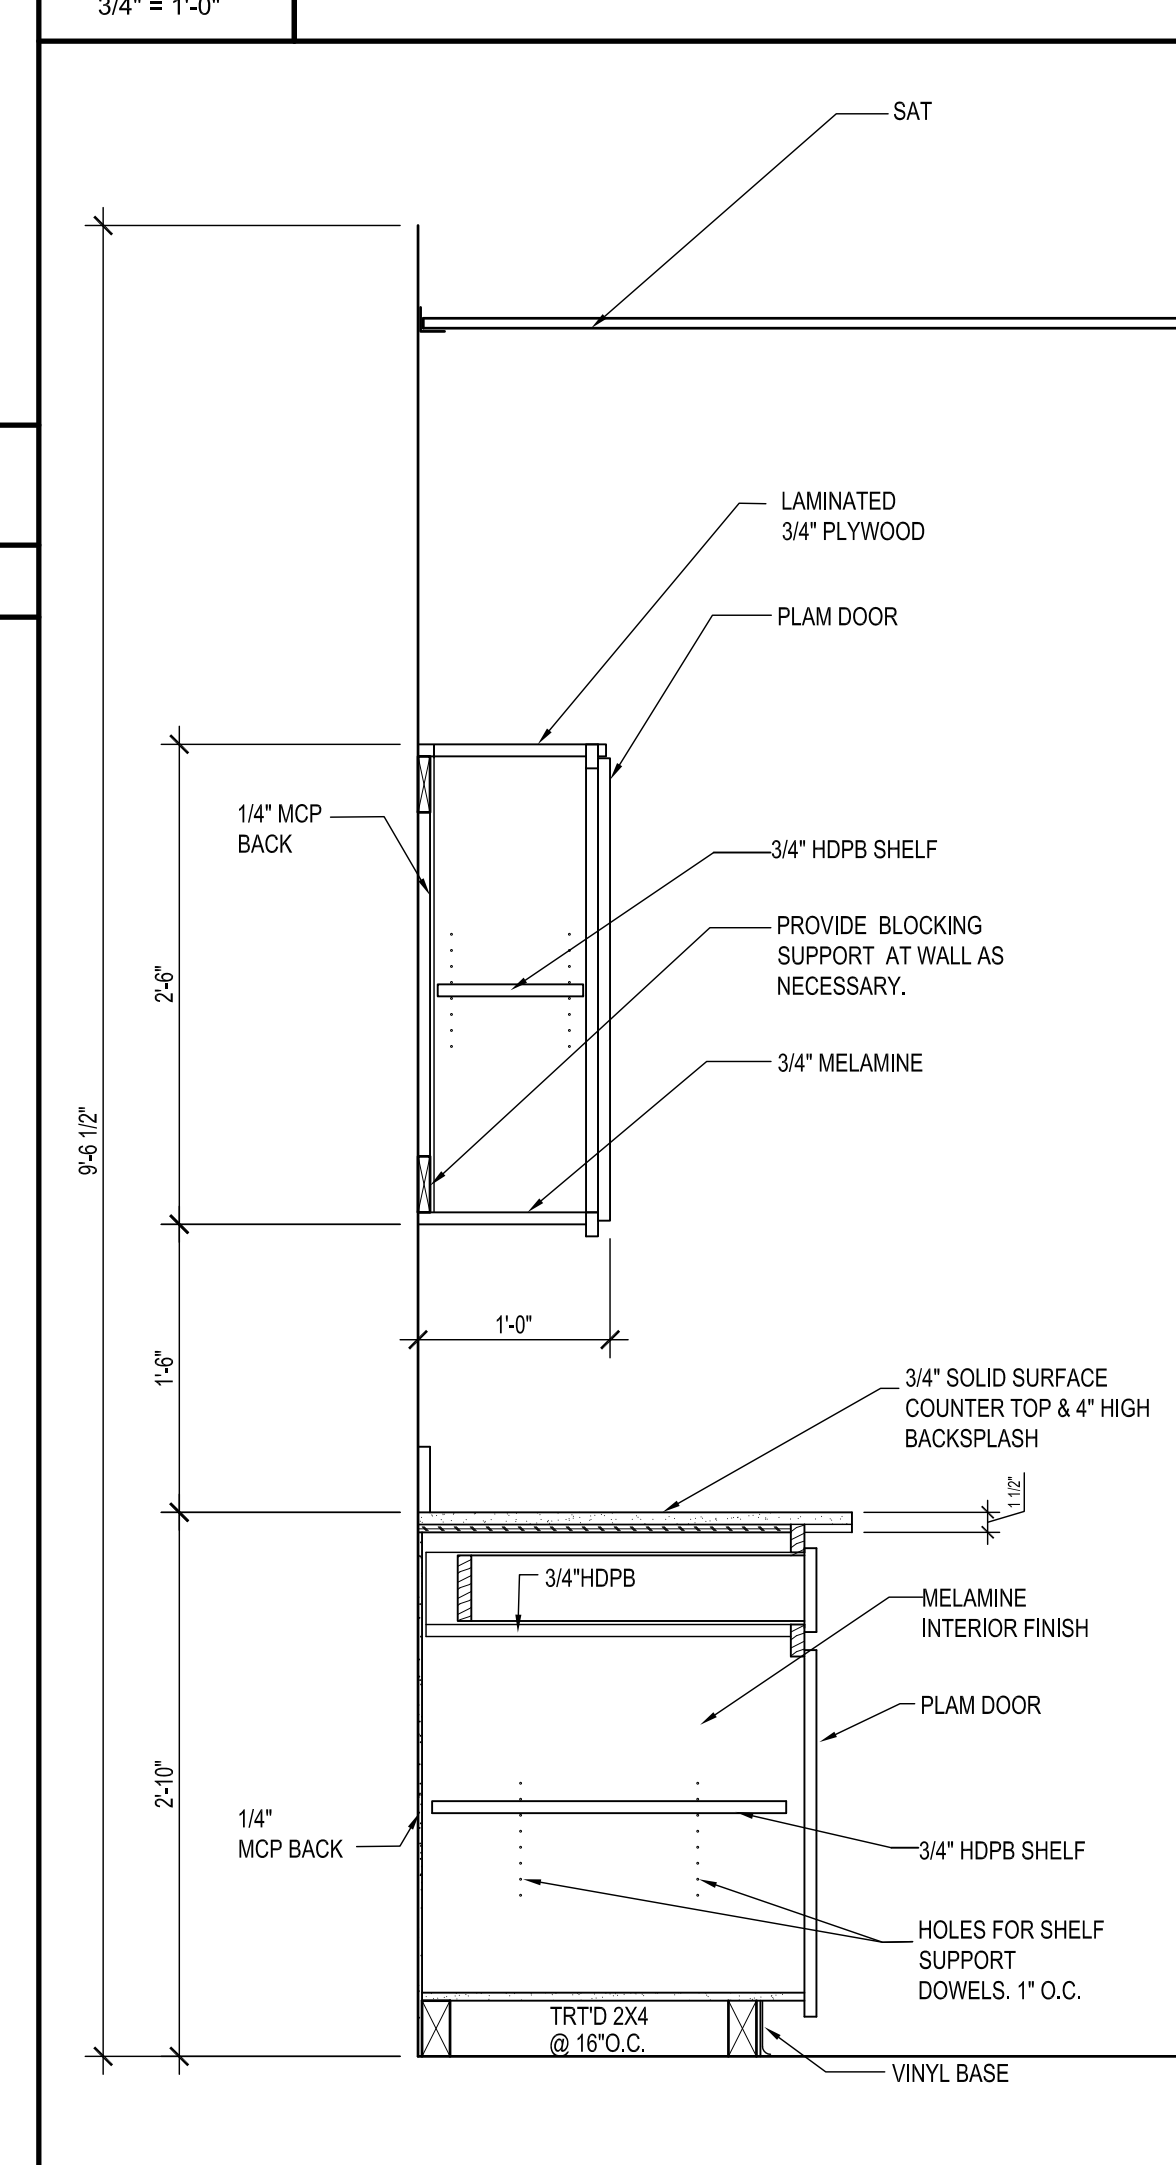 3/4" = 1'-0"
SAT
LAMINATED
3/4" PLYWOOD
PLAM DOOR
1/4" MCP
BACK
3/4" HDPB SHELF
PROVIDE BLOCKING
SUPPORT AT WALL AS
NECESSARY.
2'-6"
3/4" MELAMINE
9'-6 1/2"
1'-0"
1'-6"
3/4" SOLID SURFACE
COUNTER TOP & 4" HIGH
BACKSPLASH
1 1/2"
3/4"HDPB
MELAMINE
INTERIOR FINISH
PLAM DOOR
2'-10"
1/4"
MCP BACK
3/4" HDPB SHELF
HOLES FOR SHELF
SUPPORT
DOWELS. 1" O.C.
TRT'D 2X4
@ 16"O.C.
VINYL BASE